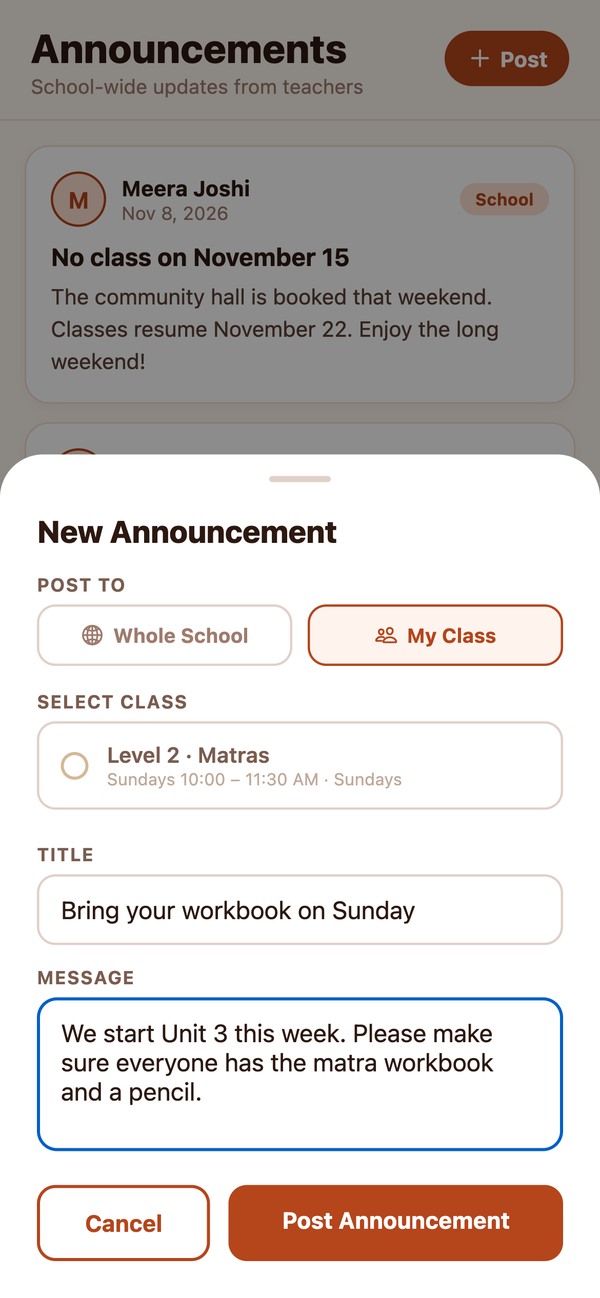 Announcements
School-wide updates from teachers
+ Post
M
Meera Joshi
Nov 8, 2026
School
No class on November 15
The community hall is booked that weekend.
Classes resume November 22. Enjoy the long
weekend!
New Announcement
POST TO
Whole School
My Class
SELECT CLASS
Level 2 · Matras
Sundays 10:00 – 11:30 AM · Sundays
TITLE
Bring your workbook on Sunday
MESSAGE
We start Unit 3 this week. Please make
sure everyone has the matra workbook
and a pencil.
Cancel
Post Announcement